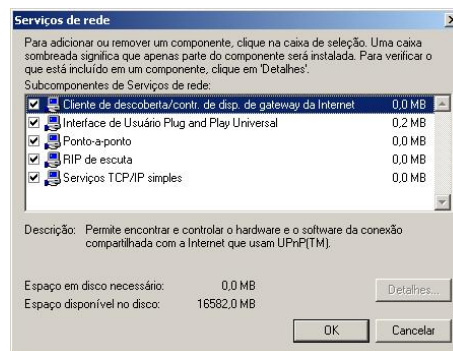 Serviços de rede
Para adicionar ou remover um componente, clique na caixa de seleção. Uma caixa
sombreada significa que apenas parte do componente será instalada. Para verificar o
que está incluído em um componente, clique em 'Detalhes'.
Subcomponentes de Serviços de rede:
Cliente de descoberta/contr. de disp. de gateway da Internet 0,0 MB
Interface de Usuário Plug and Play Universal 0,2 MB
Ponto-a-ponto 0,0 MB
RIP de escuta 0,0 MB
Serviços TCP/IP simples 0,0 MB
Descrição: Permite encontrar e controlar o hardware e o software da conexão
compartilhada com a Internet que usam UPnP(TM).
Espaço em disco necessário: 0,0 MB
Detalhes...
Espaço disponível no disco: 16582,0 MB
OK Cancelar